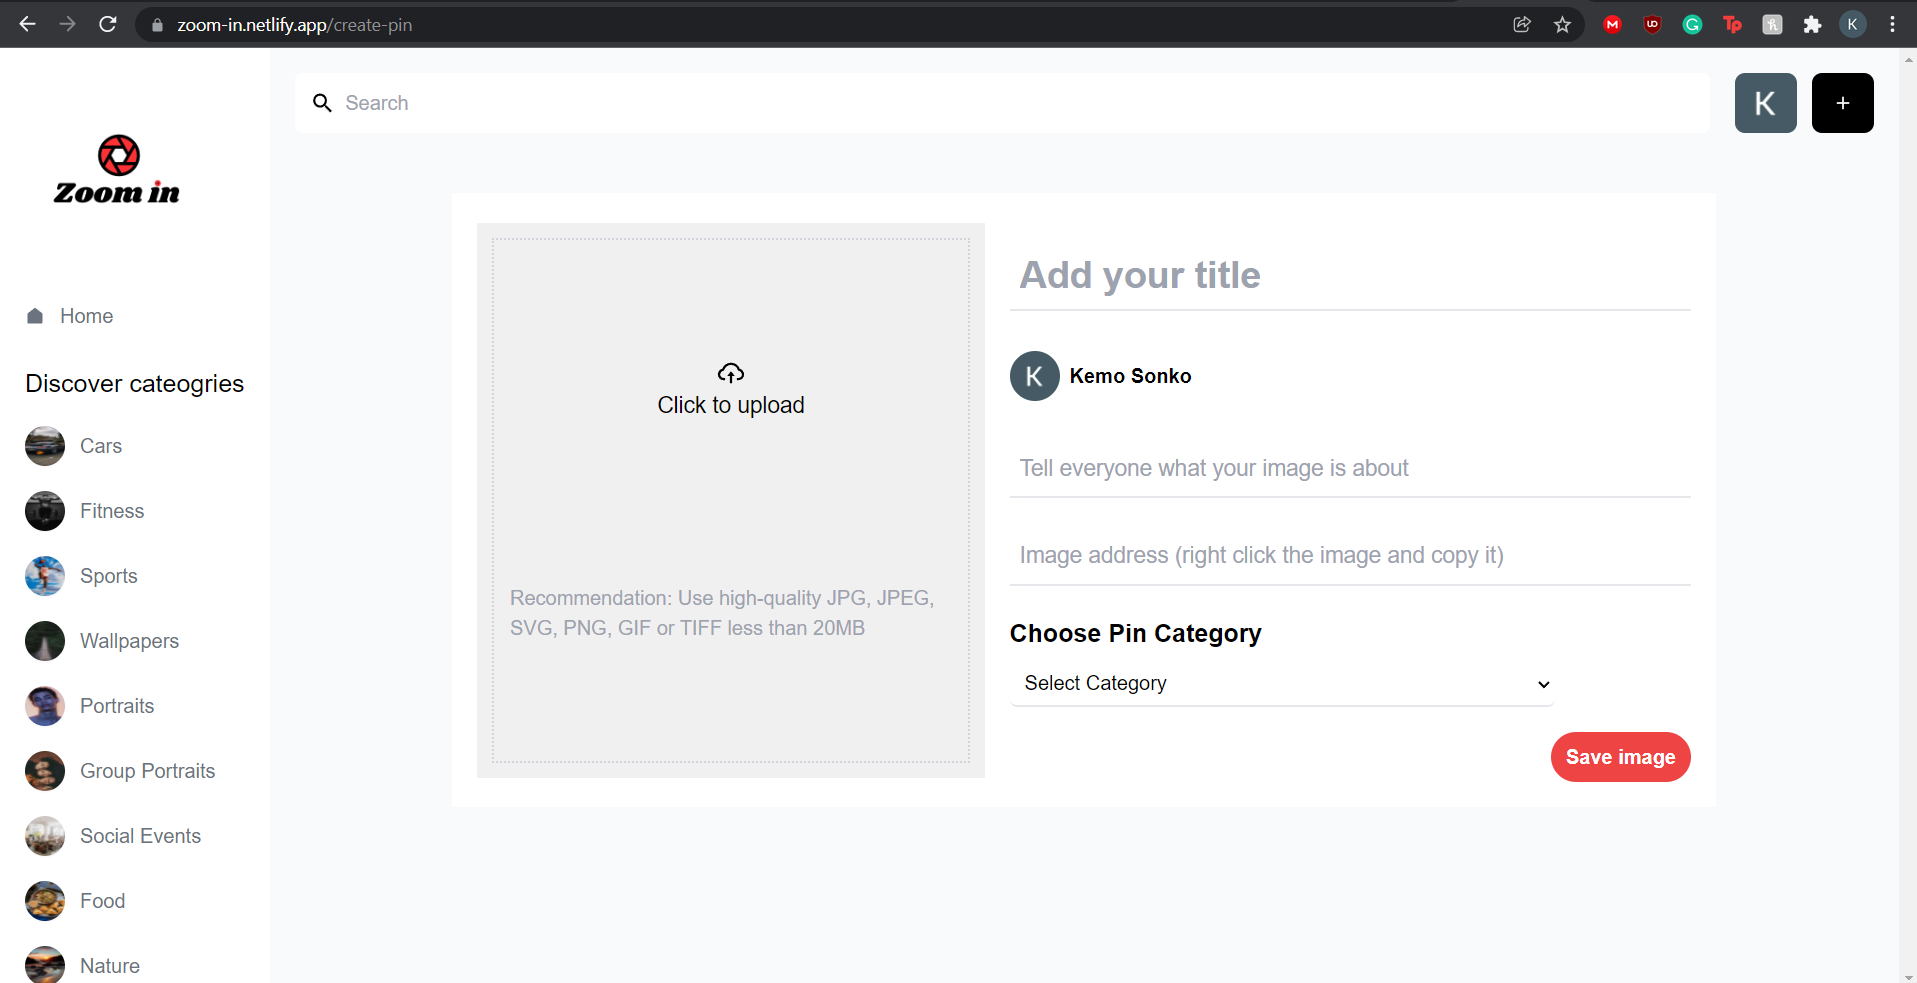 zoom-in.netlify.app/create-pin
K
Search
K
+
Zoom in
Home
Discover cateogries
Cars
Fitness
Sports
Wallpapers
Portraits
Group Portraits
Social Events
Food
Nature
Click to upload
Recommendation: Use high-quality JPG, JPEG,
SVG, PNG, GIF or TIFF less than 20MB
Add your title
K
Kemo Sonko
Tell everyone what your image is about
Image address (right click the image and copy it)
Choose Pin Category
Select Category
Save image